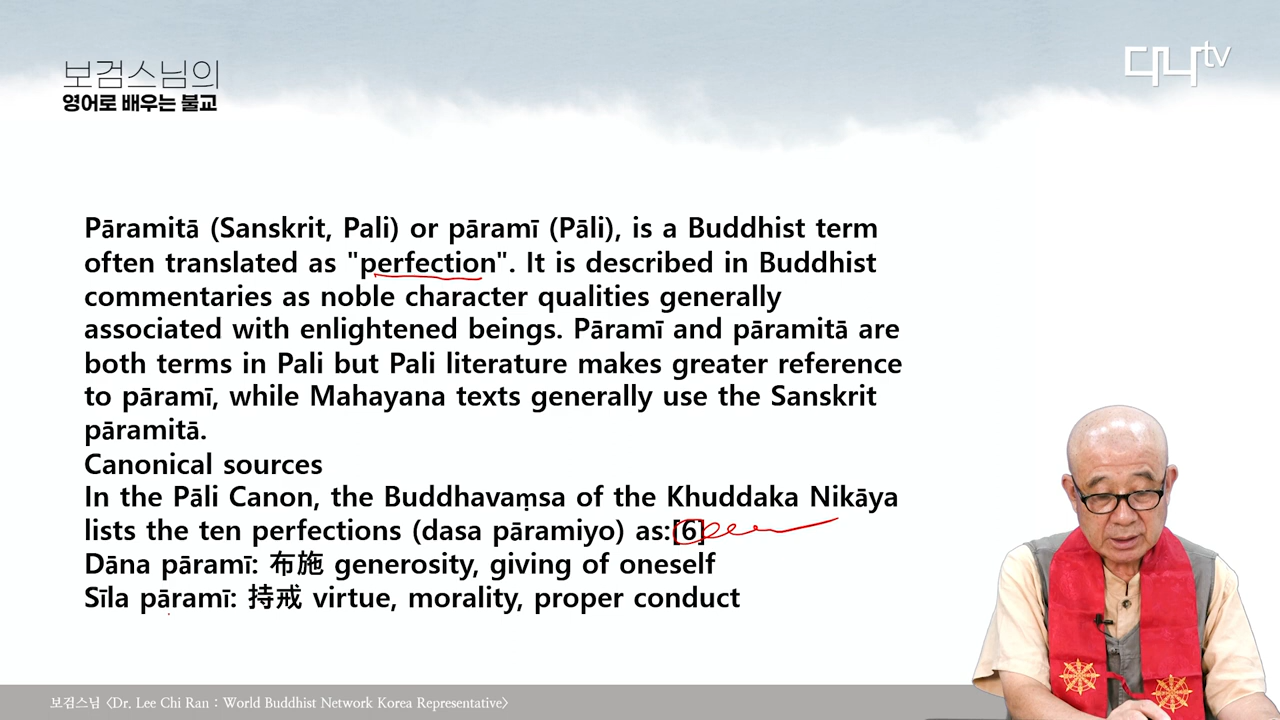 보검스님의
영어로 배우는 불교
다나tv
Pāramitā (Sanskrit, Pali) or pāramī (Pāli), is a Buddhist term
often translated as "perfection". It is described in Buddhist
commentaries as noble character qualities generally
associated with enlightened beings. Pāramī and pāramitā are
both terms in Pali but Pali literature makes greater reference
to pāramī, while Mahayana texts generally use the Sanskrit
pāramitā.
Canonical sources
In the Pāli Canon, the Buddhavaṃsa of the Khuddaka Nikāya
lists the ten perfections (dasa pāramiyo) as:[6]
Dāna pāramī: 布施 generosity, giving of oneself
Sīla pāramī: 持戒 virtue, morality, proper conduct
보검스님 <Dr. Lee Chi Ran : World Buddhist Network Korea Representative>